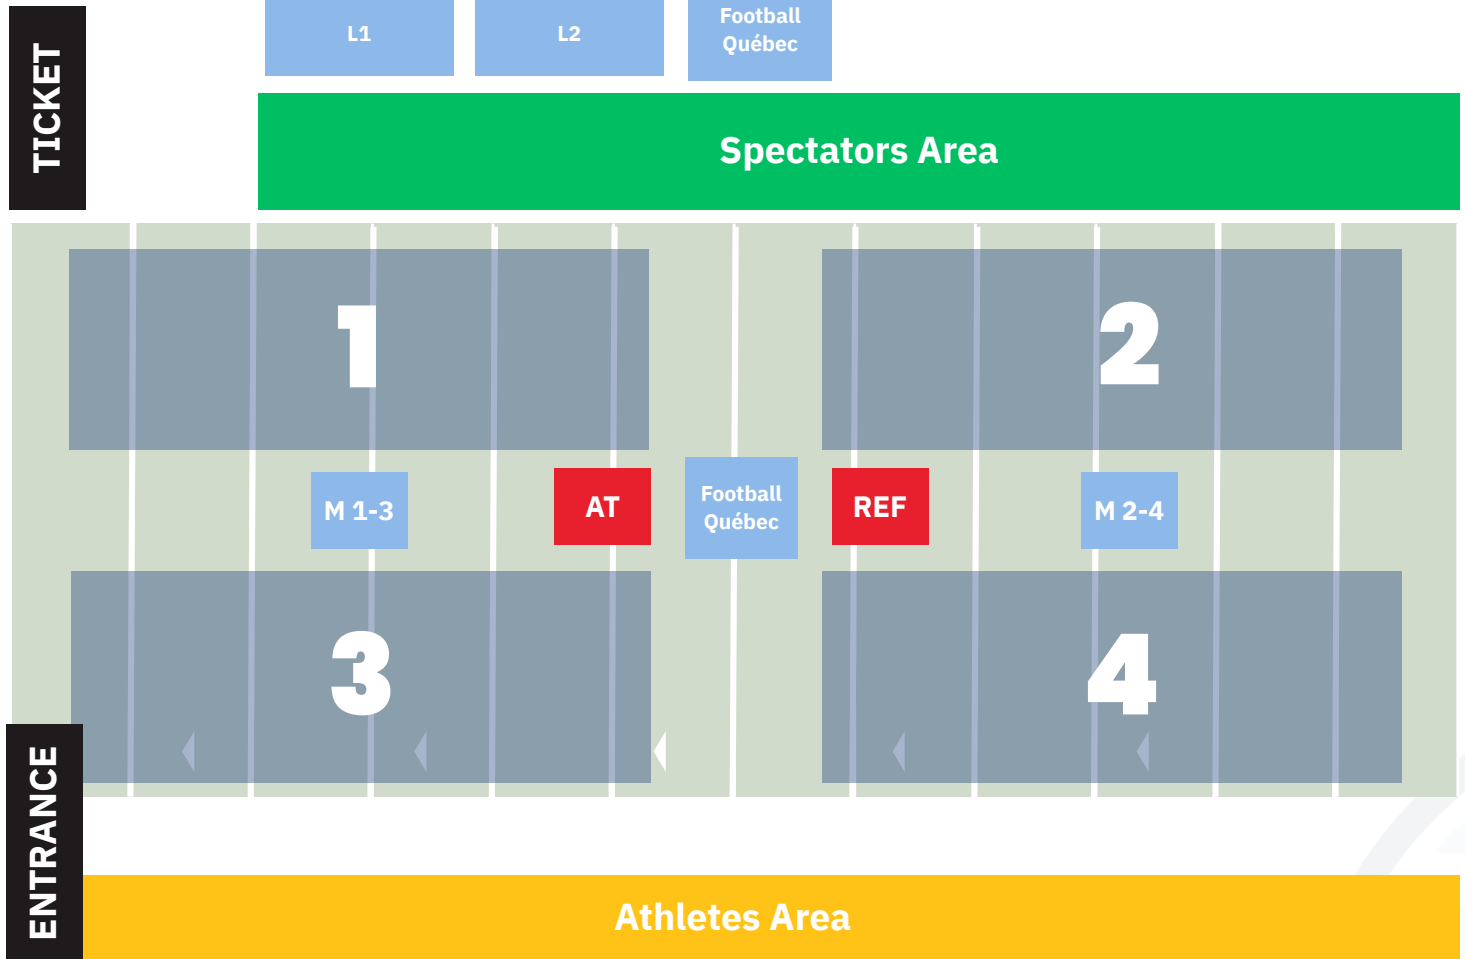 TICKET
L1
L2
Football
Québec
Spectators Area
1
2
M 1-3
AT
Football
Québec
REF
M 2-4
3
4
ENTRANCE
Athletes Area